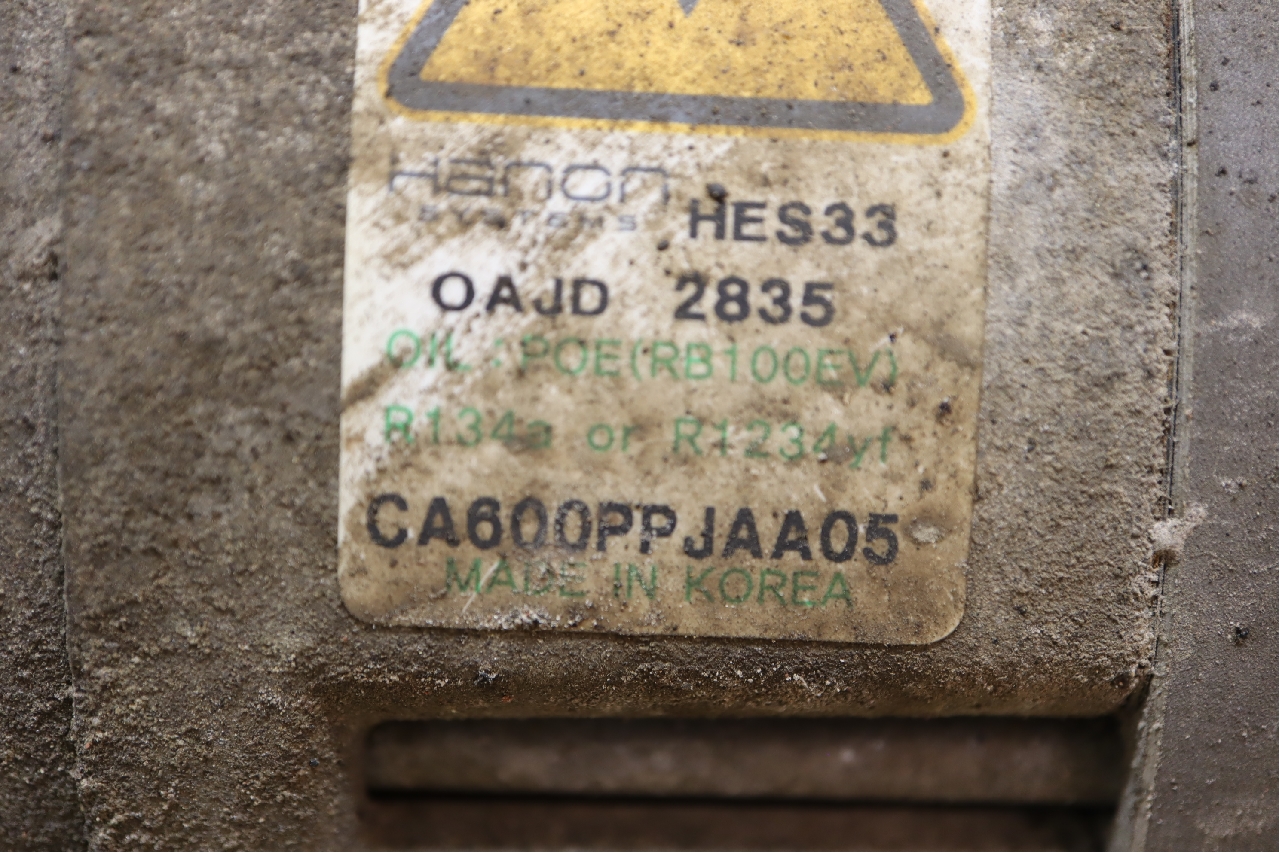 Hanon
SYSTEMS HES33
OAJD 2835
OIL : POE(RB100EV)
R134a or R1234yf
CA600PPJAA05
MADE IN KOREA